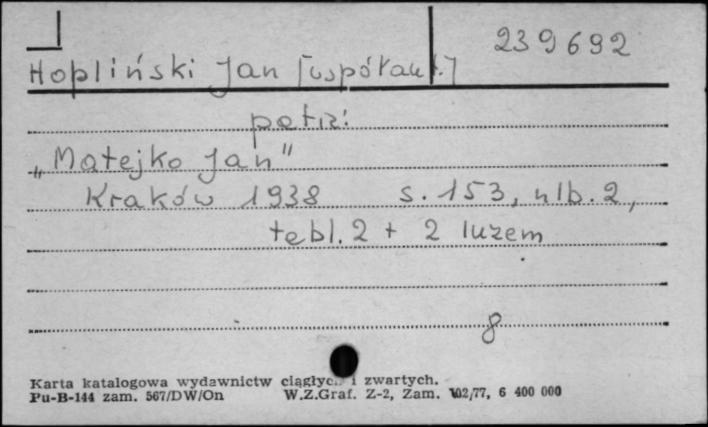 239692
Hopliński Jan [współaut.]
patrz:
„Matejko Jan"
Kraków 1938 s. 153, nlb. 2,
tabl. 2 + 2 luzem
8
Karta katalogowa wydawnictw ciągłych i zwartych.
Pu-B-144 zam. 567/DW/On W.Z.Graf. Z-2, Zam. 102/77, 6 400 000